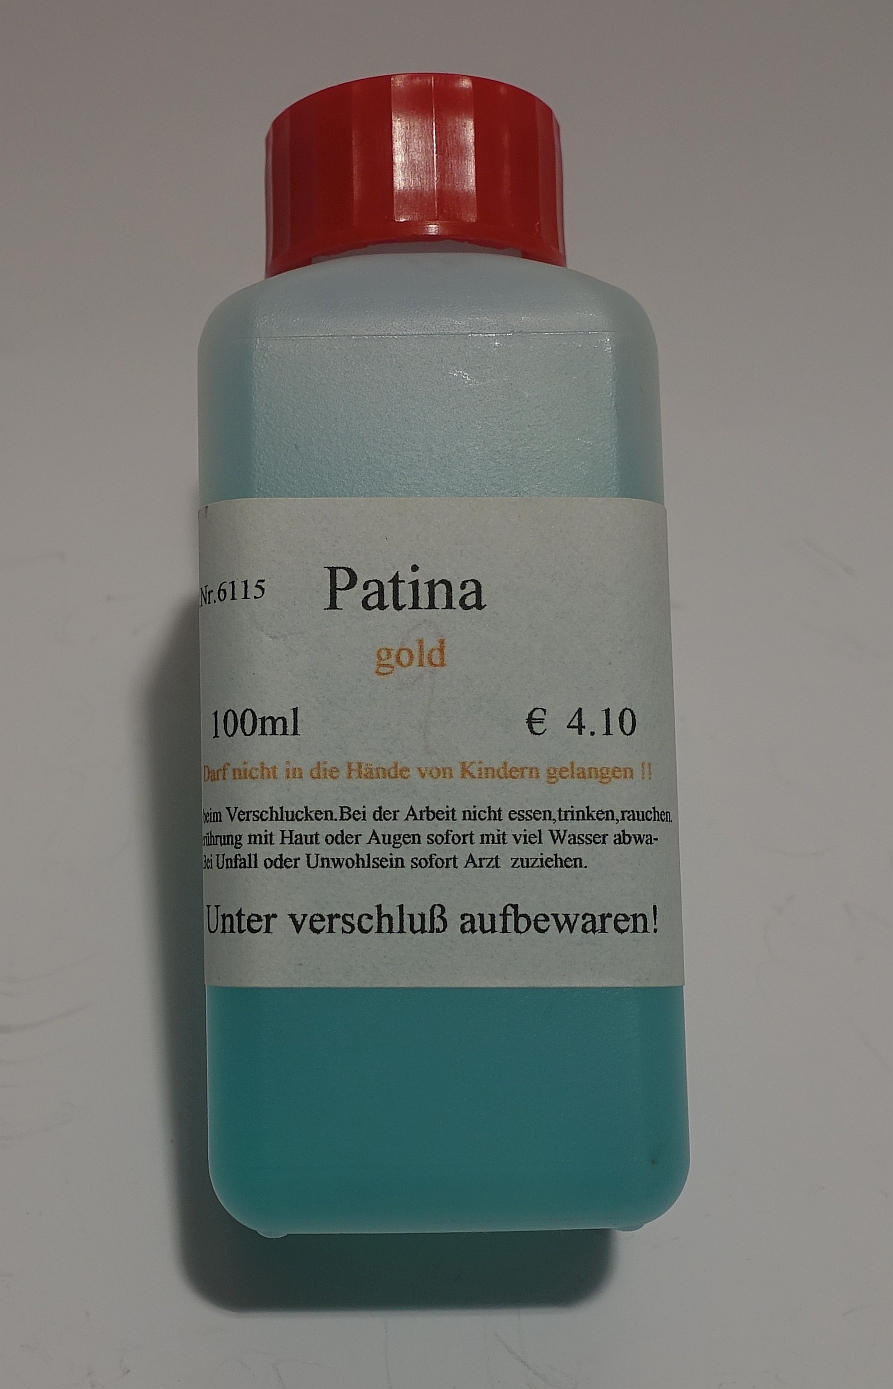 Nr.6115 Patina
gold
100ml € 4.10
Darf nicht in die Hände von Kindern gelangen !!
beim Verschlucken.Bei der Arbeit nicht essen,trinken,rauchen.
rührung mit Haut oder Augen sofort mit viel Wasser abwa-
Bei Unfall oder Unwohlsein sofort Arzt zuziehen.
Unter verschluß aufbewaren!